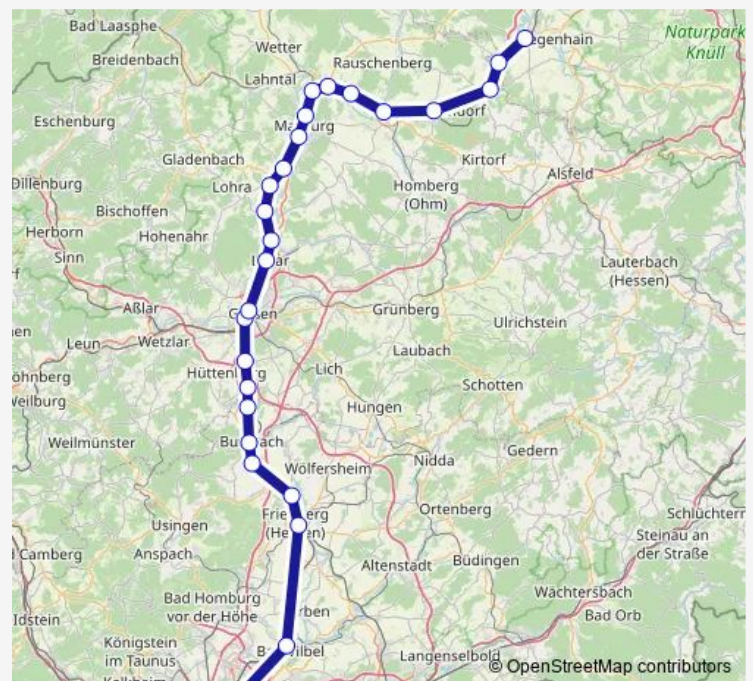 Bad Laasphe
Wetter
Naturpark
Knüll
Breidenbach
Rauschenberg
Lahntal
Eschenburg
Gladenbach
Kirtorf
Alsfeld
Dillenburg
Lohra
Homberg
(Ohm)
Bischoffen
Herborn
Hohenahr
Sinn
Lauterbach
(Hessen)
Aßlar
Grünberg
Ulrichstein
Leun
Wetzlar
Laubach
Lich
Schotten
Hungen
Weilmünster
Gedern
Nidda
Wölfersheim
Ortenberg
Usingen
Steinau an
der Straße
Camberg
Anspach
Büdingen
Altenstadt
Wächtersbach
Bad Homburg
vor der Höhe
Bad Orb
Idstein
Königstein
im Taunus
Langenselbold
© OpenStreetMap contributors